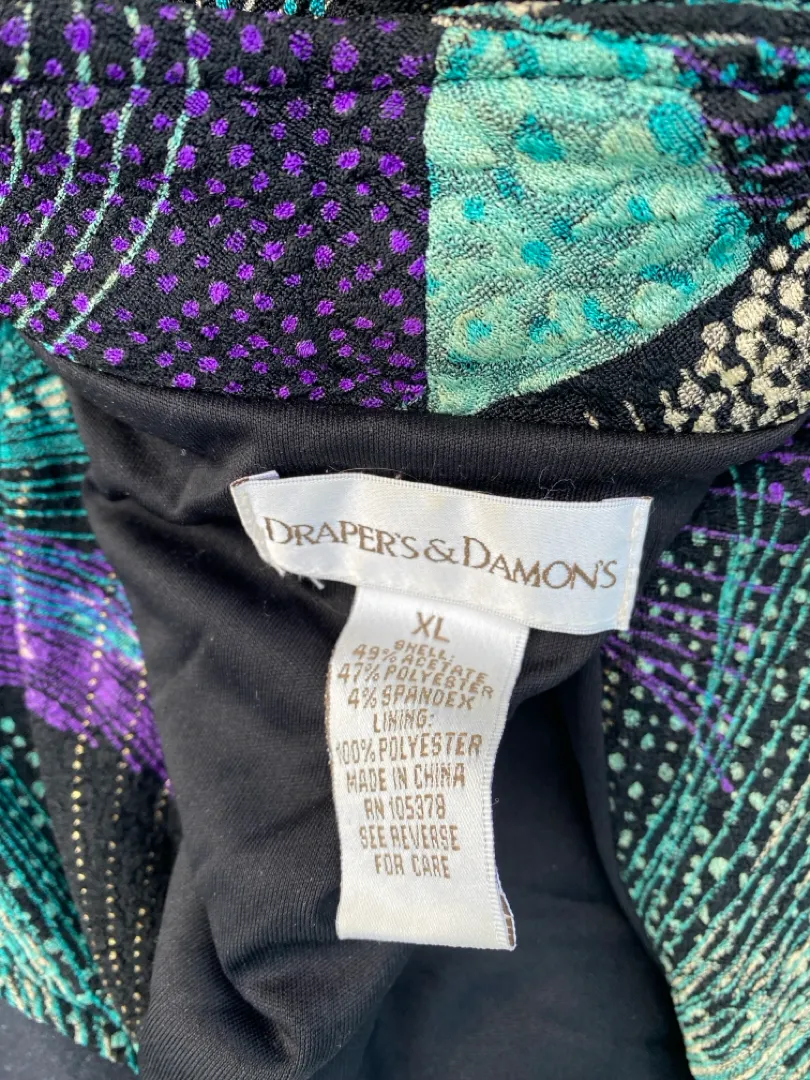 DRAPER'S & DAMON'S
XL
SHELL:
49% ACETATE
47% POLYESTER
4% SPANDEX
LINING:
100% POLYESTER
MADE IN CHINA
RN 105378
SEE REVERSE
FOR CARE